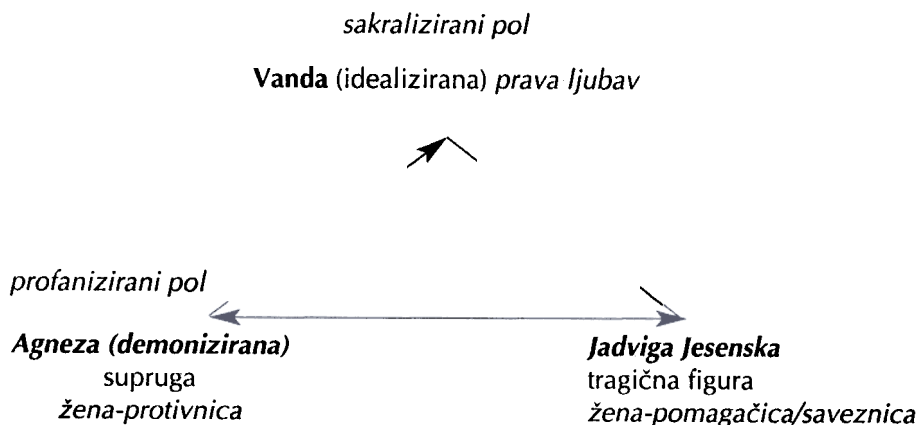 sakralizirani pol
Vanda (idealizirana) prava ljubav
profanizirani pol
Agneza (demonizirana)
supruga
žena-protivnica
Jadviga Jesenska
tragična figura
žena-pomagačica/saveznica